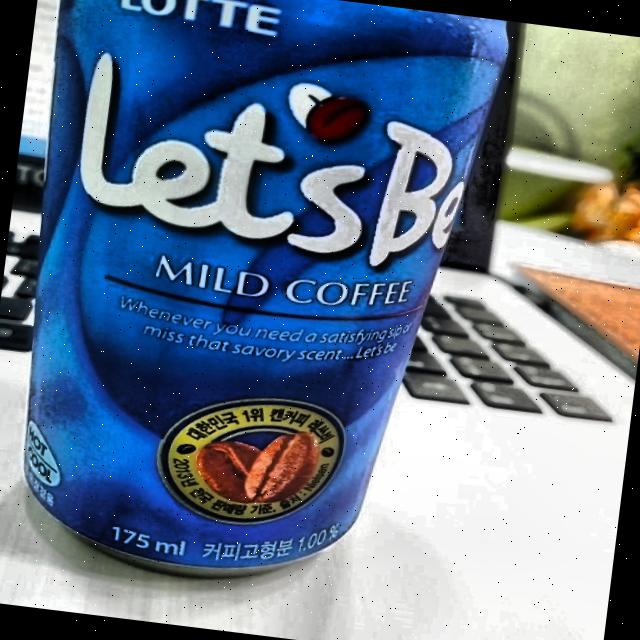 LOTTE
Let's Be
MILD COFFEE
Whenever you need a satisfying sip or
miss that savory scent....Let's be
대한민국 1위 캔커피 레쓰비
HOT
COOL
175 ml 커피고형분 1.00%